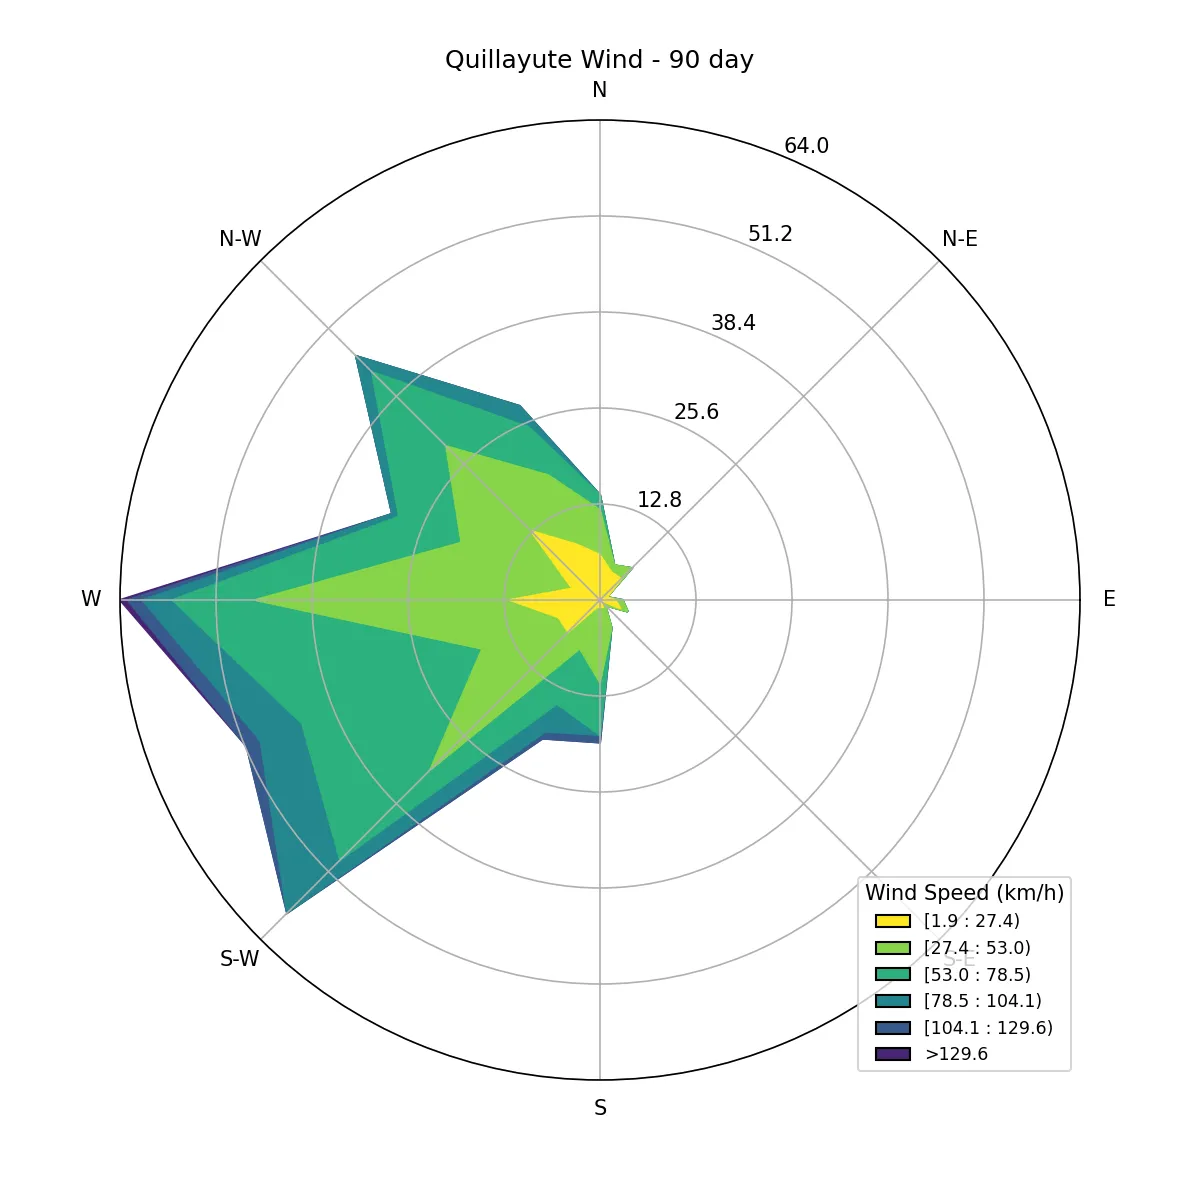 Quillayute Wind - 90 day
N
64.0
N-W
N-E
51.2
38.4
25.6
12.8
W
E
S-W
S-E
S
Wind Speed (km/h)
[1.9 : 27.4)
[27.4 : 53.0)
[53.0 : 78.5)
[78.5 : 104.1)
[104.1 : 129.6)
>129.6